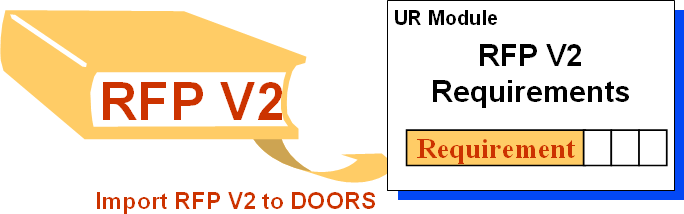 RFP V2
Import RFP V2 to DOORS
UR Module
RFP V2
Requirements
Requirement